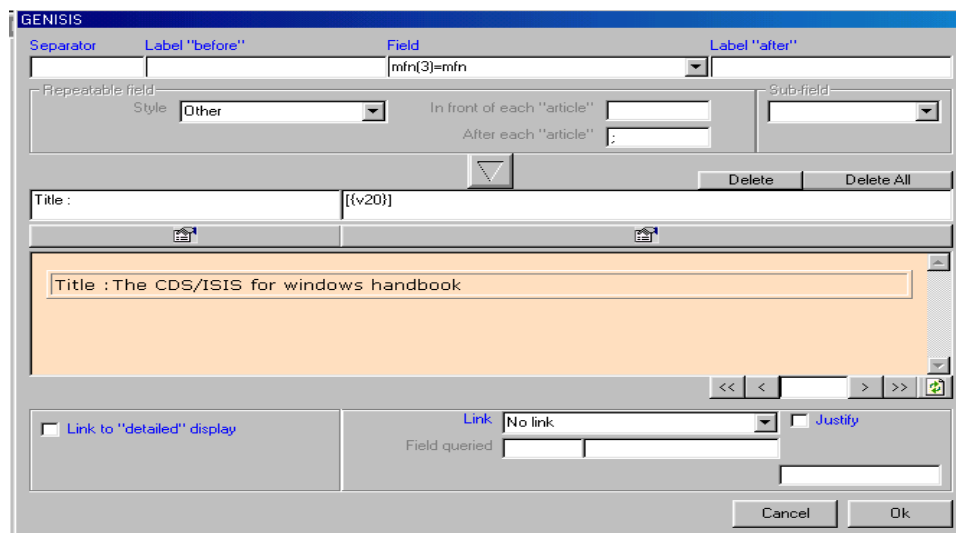 GENISIS
Separator Label "before" Field Label "after"
mfn(3)=mfn
Repeatable field Sub-field
Style Other In front of each "article"
After each "article" ;
Delete Delete All
Title : [{v20}]
Title :The CDS/ISIS for windows handbook
<< < > >>
Link to "detailed" display Link No link Justify
Field queried
Cancel Ok